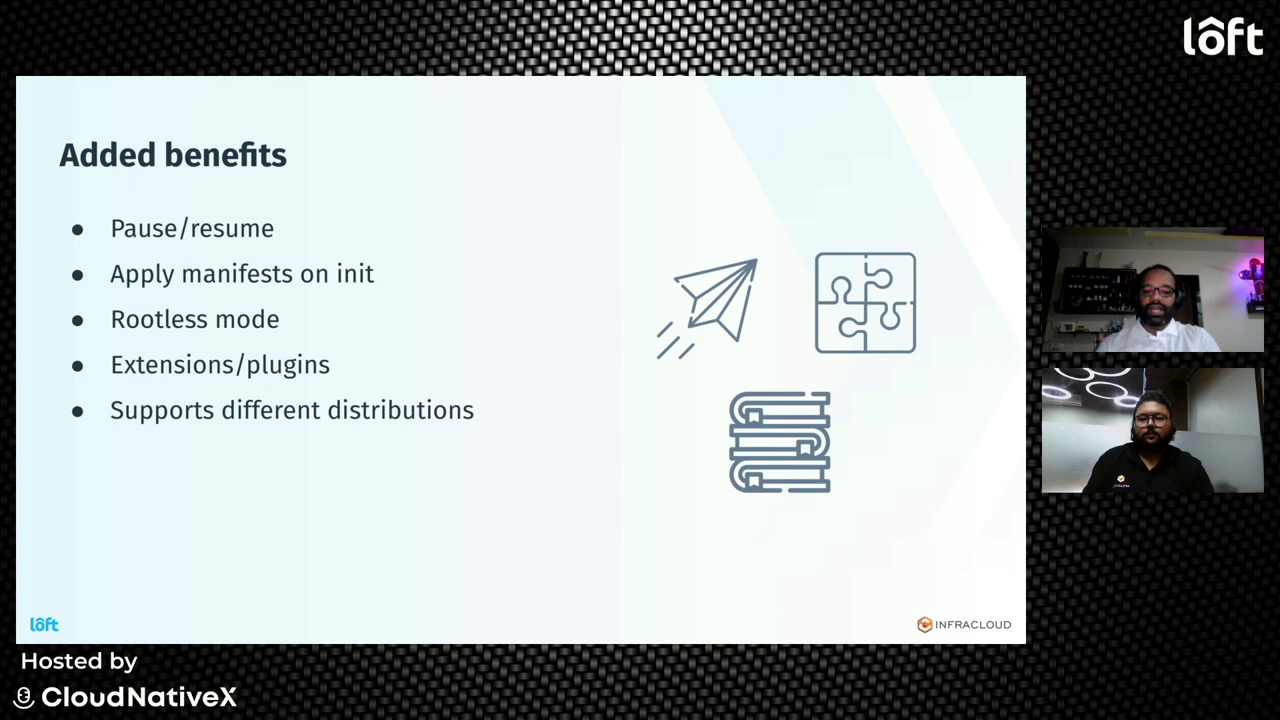 lôft
Added benefits
● Pause/resume
● Apply manifests on init
● Rootless mode
● Extensions/plugins
● Supports different distributions
lôft
INFRACLOUD
Hosted by
CloudNativeX